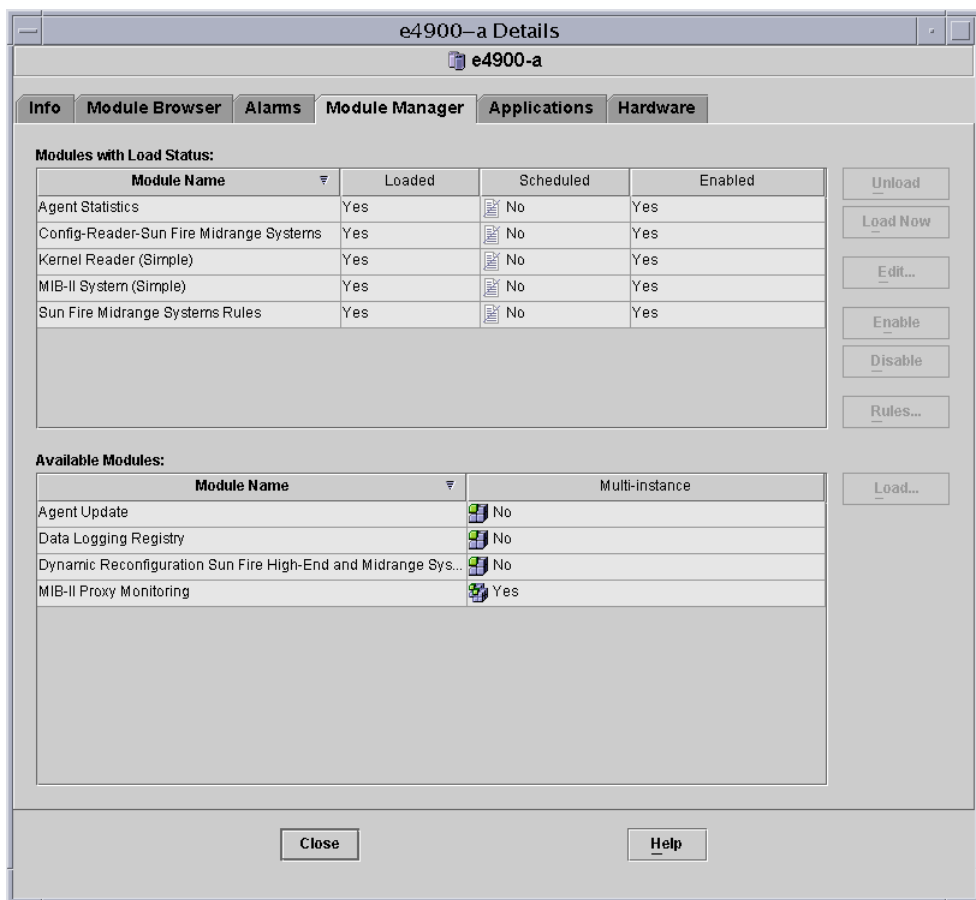 e4900–a Details
e4900-a
Info Module Browser Alarms Module Manager Applications Hardware
Modules with Load Status:
Module Name Loaded Scheduled Enabled
Agent Statistics Yes No Yes
Config-Reader-Sun Fire Midrange Systems Yes No Yes
Kernel Reader (Simple) Yes No Yes
MIB-II System (Simple) Yes No Yes
Sun Fire Midrange Systems Rules Yes No Yes
Unload
Load Now
Edit...
Enable
Disable
Rules...
Available Modules:
Module Name Multi-instance
Agent Update No
Data Logging Registry No
Dynamic Reconfiguration Sun Fire High-End and Midrange Sys... No
MIB-II Proxy Monitoring Yes
Load...
Close Help